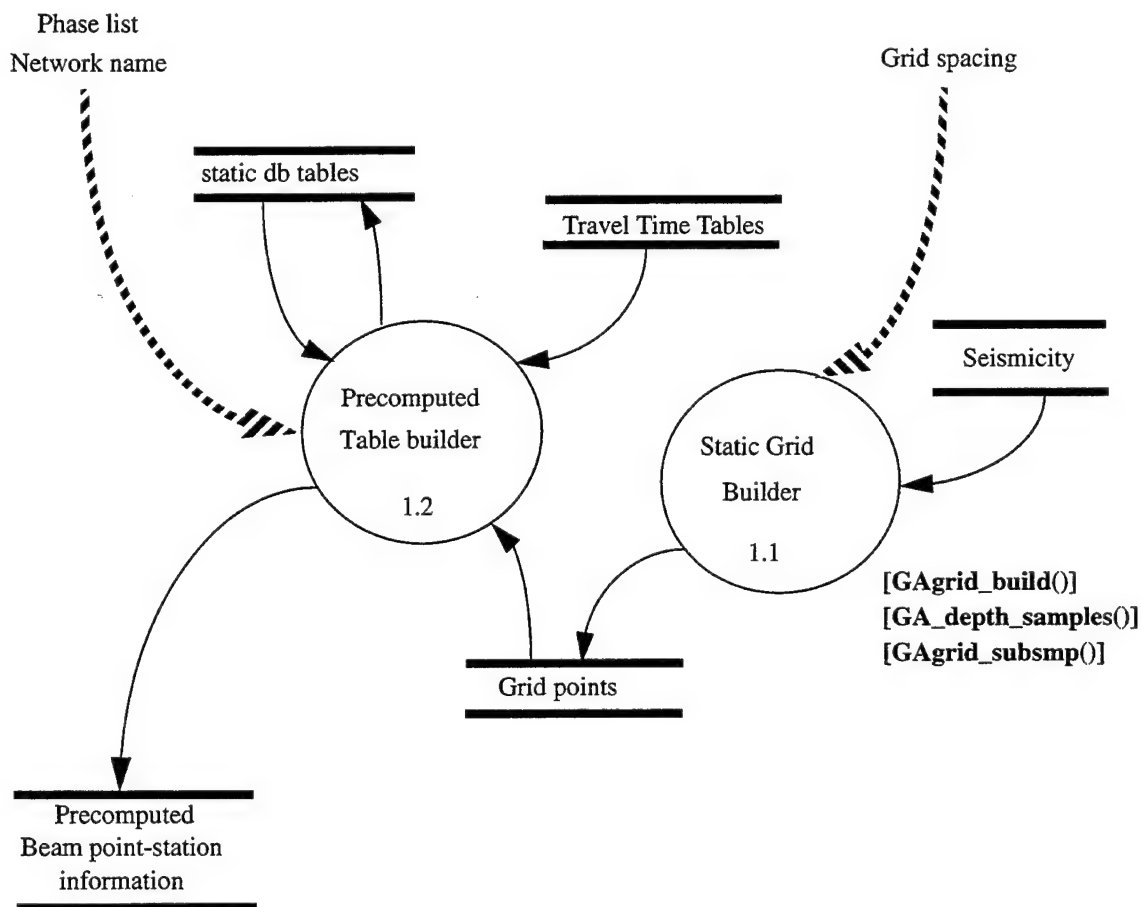 Phase list
Network name
Grid spacing
static db tables
Travel Time Tables
Seismicity
Precomputed
Table builder
1.2
Static Grid
Builder
1.1
[GAgrid_build()]
[GA_depth_samples()]
[GAgrid_subsmp()]
Grid points
Precomputed
Beam point-station
information